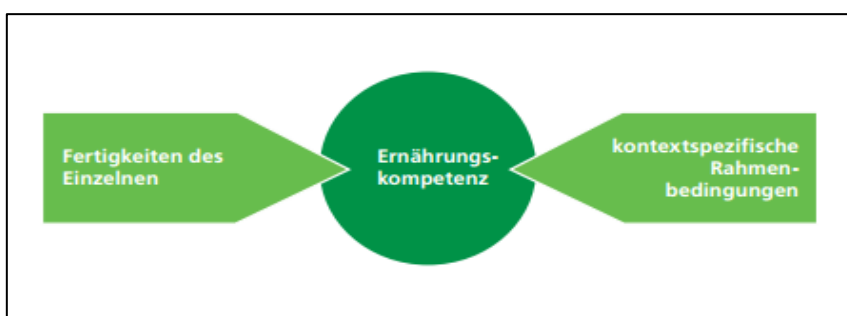 Fertigkeiten des
Einzelnen
Ernährungs-
kompetenz
kontextspezifische
Rahmen-
bedingungen